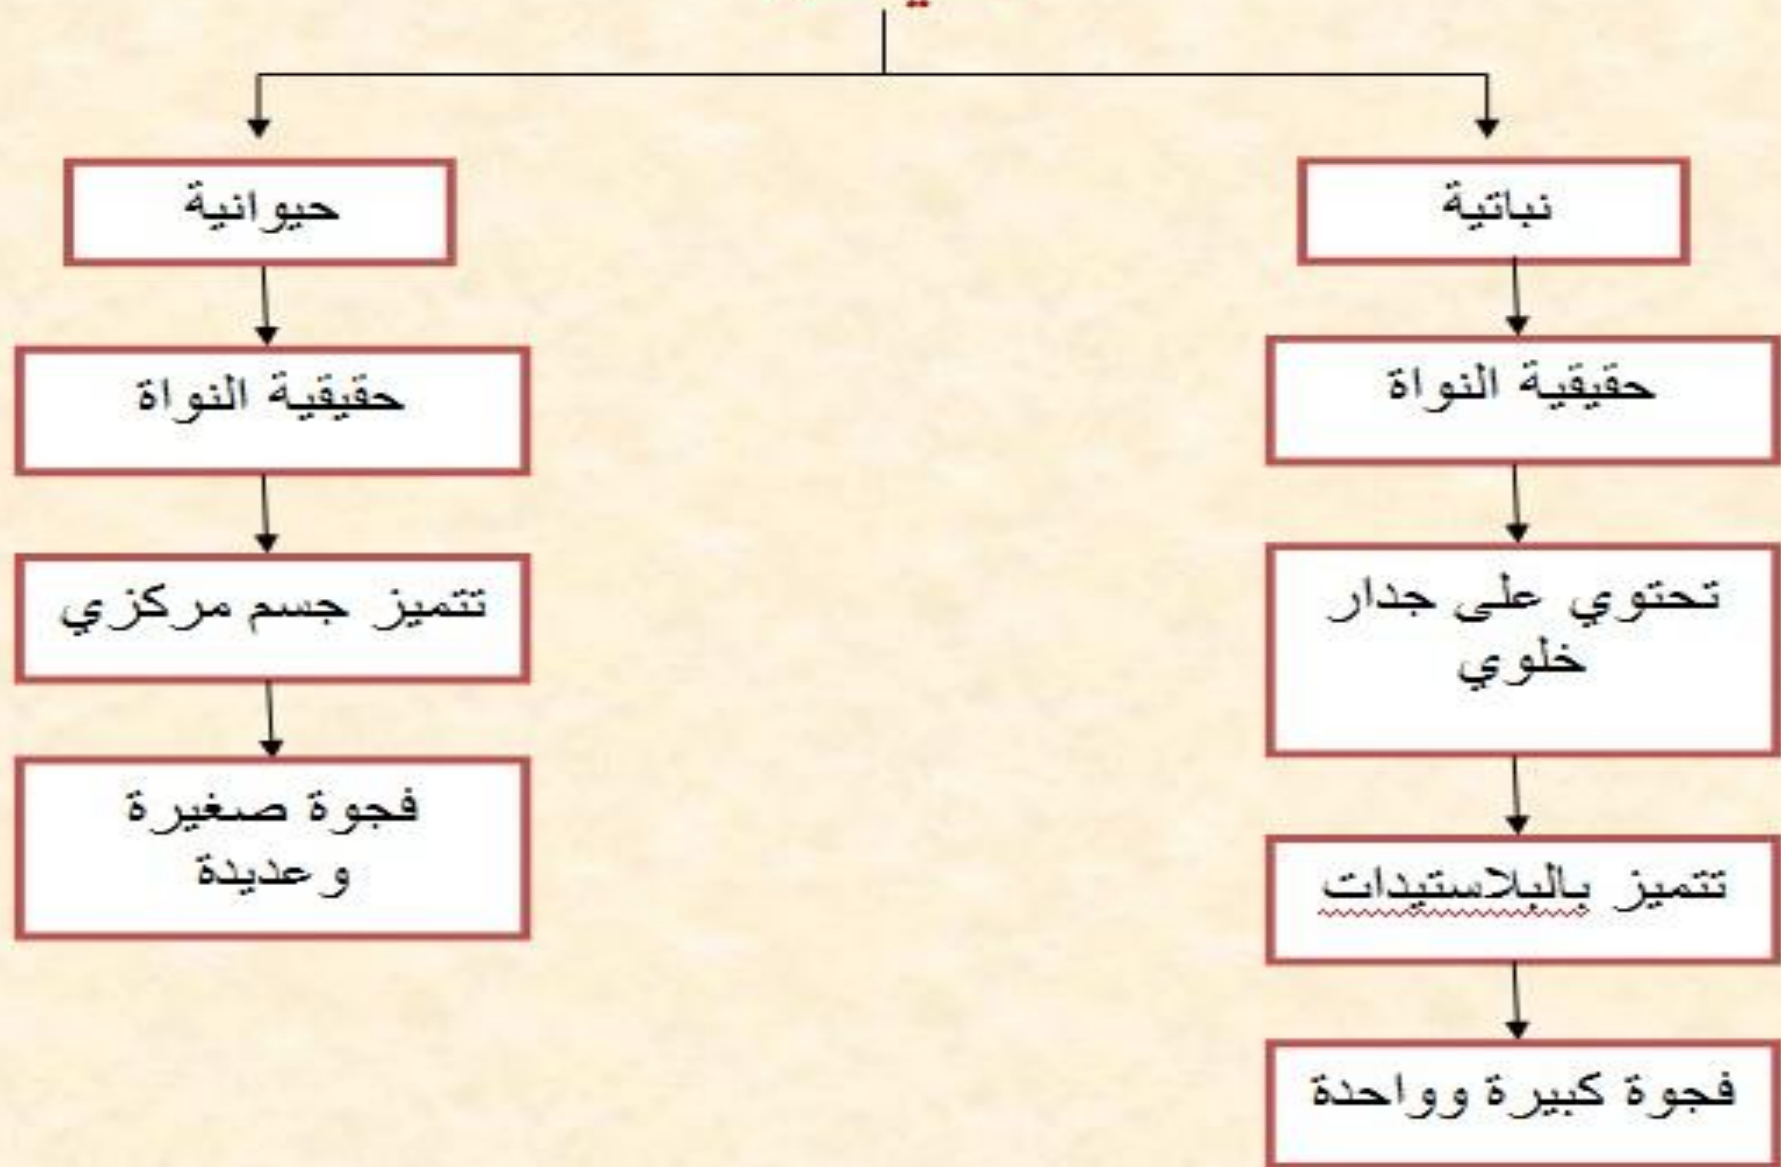 نباتية
حقيقية النواة
تحتوي على جدار
خلوي
تتميز بالبلاستيدات
فجوة كبيرة وواحدة
حيوانية
حقيقية النواة
تتميز جسم مركزي
فجوة صغيرة
وعديدة